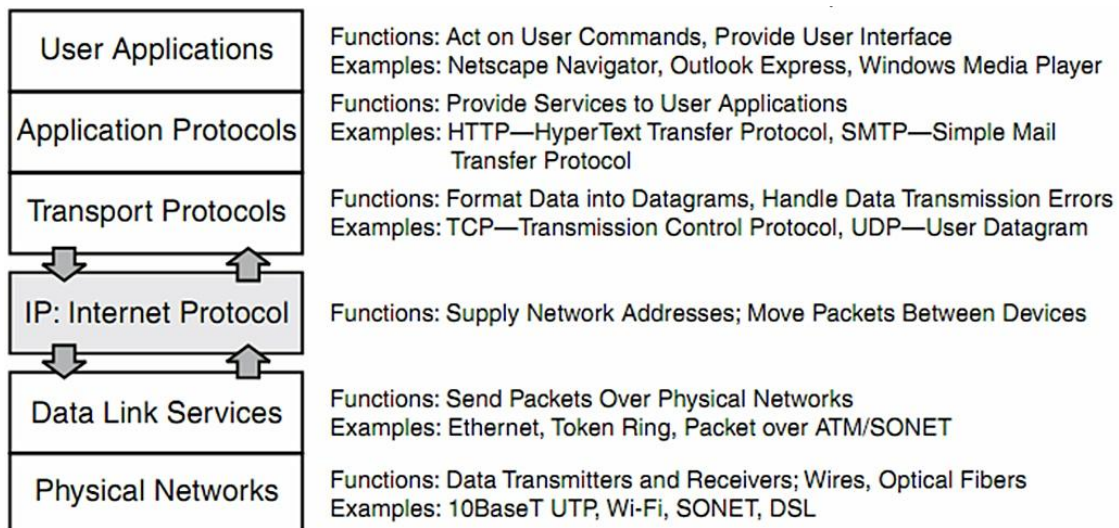 User Applications
Functions: Act on User Commands, Provide User Interface
Examples: Netscape Navigator, Outlook Express, Windows Media Player
Application Protocols
Functions: Provide Services to User Applications
Examples: HTTP—HyperText Transfer Protocol, SMTP—Simple Mail
Transfer Protocol
Transport Protocols
Functions: Format Data into Datagrams, Handle Data Transmission Errors
Examples: TCP—Transmission Control Protocol, UDP—User Datagram
IP: Internet Protocol
Functions: Supply Network Addresses; Move Packets Between Devices
Data Link Services
Functions: Send Packets Over Physical Networks
Examples: Ethernet, Token Ring, Packet over ATM/SONET
Physical Networks
Functions: Data Transmitters and Receivers; Wires, Optical Fibers
Examples: 10BaseT UTP, Wi-Fi, SONET, DSL